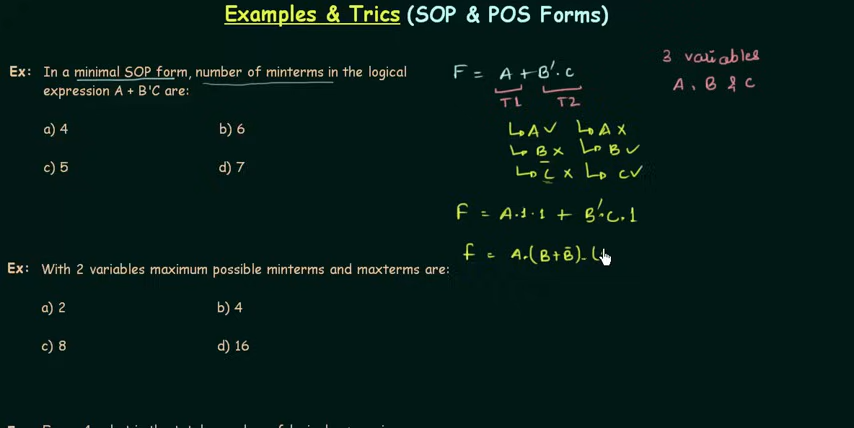 Examples & Trics (SOP & POS Forms)
Ex: In a minimal SOP form, number of minterms in the logical
expression A + B'C are:
a) 4 b) 6
c) 5 d) 7
F = A + B'.C
T1 T2
3 variables
A, B & C
↳A✓ ↳A×
↳B× ↳B✓
↳C× ↳C✓
F = A.1.1 + B'.C.1
f = A.(B+B̄).(
Ex: With 2 variables maximum possible minterms and maxterms are:
a) 2 b) 4
c) 8 d) 16